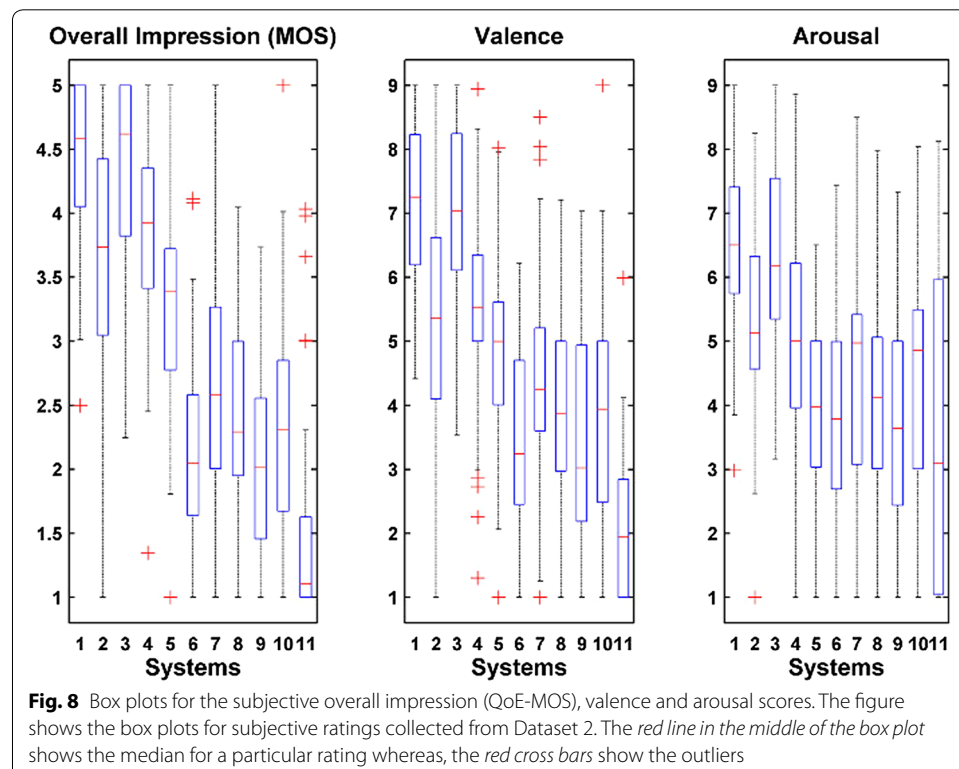 Overall Impression (MOS)
5
4.5
4
3.5
3
2.5
2
1.5
1
1 2 3 4 5 6 7 8 9 10 11
Systems
Valence
9
8
7
6
5
4
3
2
1
1 2 3 4 5 6 7 8 9 10 11
Systems
Arousal
9
8
7
6
5
4
3
2
1
1 2 3 4 5 6 7 8 9 10 11
Systems
Fig. 8 Box plots for the subjective overall impression (QoE-MOS), valence and arousal scores. The figure
shows the box plots for subjective ratings collected from Dataset 2. The red line in the middle of the box plot
shows the median for a particular rating whereas, the red cross bars show the outliers